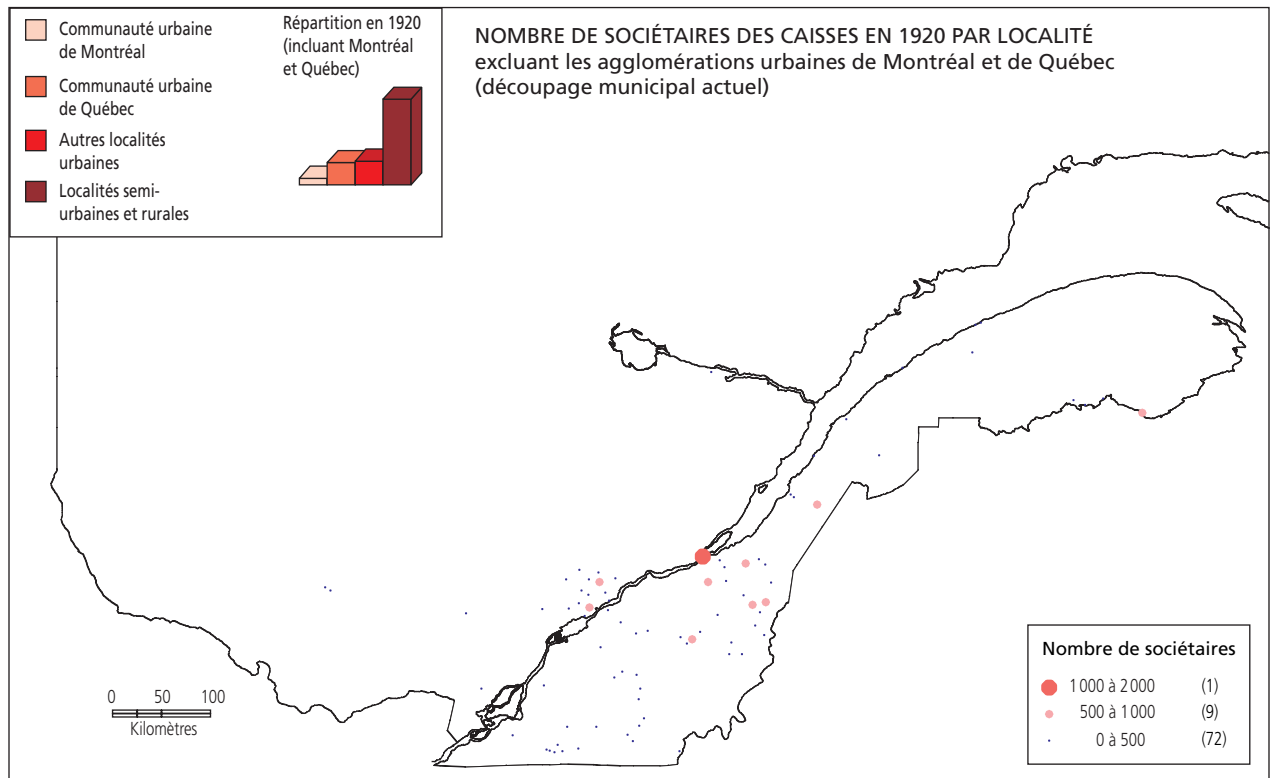 Communauté urbaine
de Montréal
Communauté urbaine
de Québec
Autres localités
urbaines
Localités semi-
urbaines et rurales
Répartition en 1920
(incluant Montréal
et Québec)
NOMBRE DE SOCIÉTAIRES DES CAISSES EN 1920 PAR LOCALITÉ
excluant les agglomérations urbaines de Montréal et de Québec
(découpage municipal actuel)
0 50 100
Kilomètres
Nombre de sociétaires
1 000 à 2 000 (1)
500 à 1 000 (9)
0 à 500 (72)